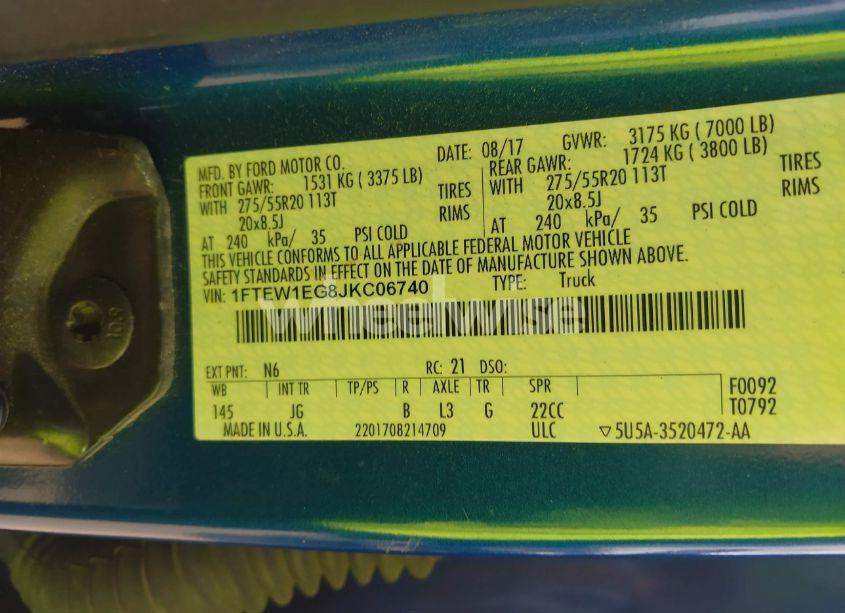 MFD. BY FORD MOTOR CO. DATE: 08/17 GVWR: 3175 KG ( 7000 LB)
FRONT GAWR: 1531 KG ( 3375 LB) REAR GAWR: 1724 KG ( 3800 LB)
WITH 275/55R20 113T TIRES WITH 275/55R20 113T TIRES
20x8.5J RIMS 20x8.5J RIMS
AT 240 kPa/ 35 PSI COLD AT 240 kPa/ 35 PSI COLD
THIS VEHICLE CONFORMS TO ALL APPLICABLE FEDERAL MOTOR VEHICLE
SAFETY STANDARDS IN EFFECT ON THE DATE OF MANUFACTURE SHOWN ABOVE.
VIN: 1FTEW1EG8JKC06740 TYPE: Truck
wheelwise
EXT PNT: N6 RC: 21 DSO:
WB INT TR TP/PS R AXLE TR SPR F0092
145 JG B L3 G 22CC T0792
MADE IN U.S.A. 2201708214709 ULC ▽5U5A-3520472-AA